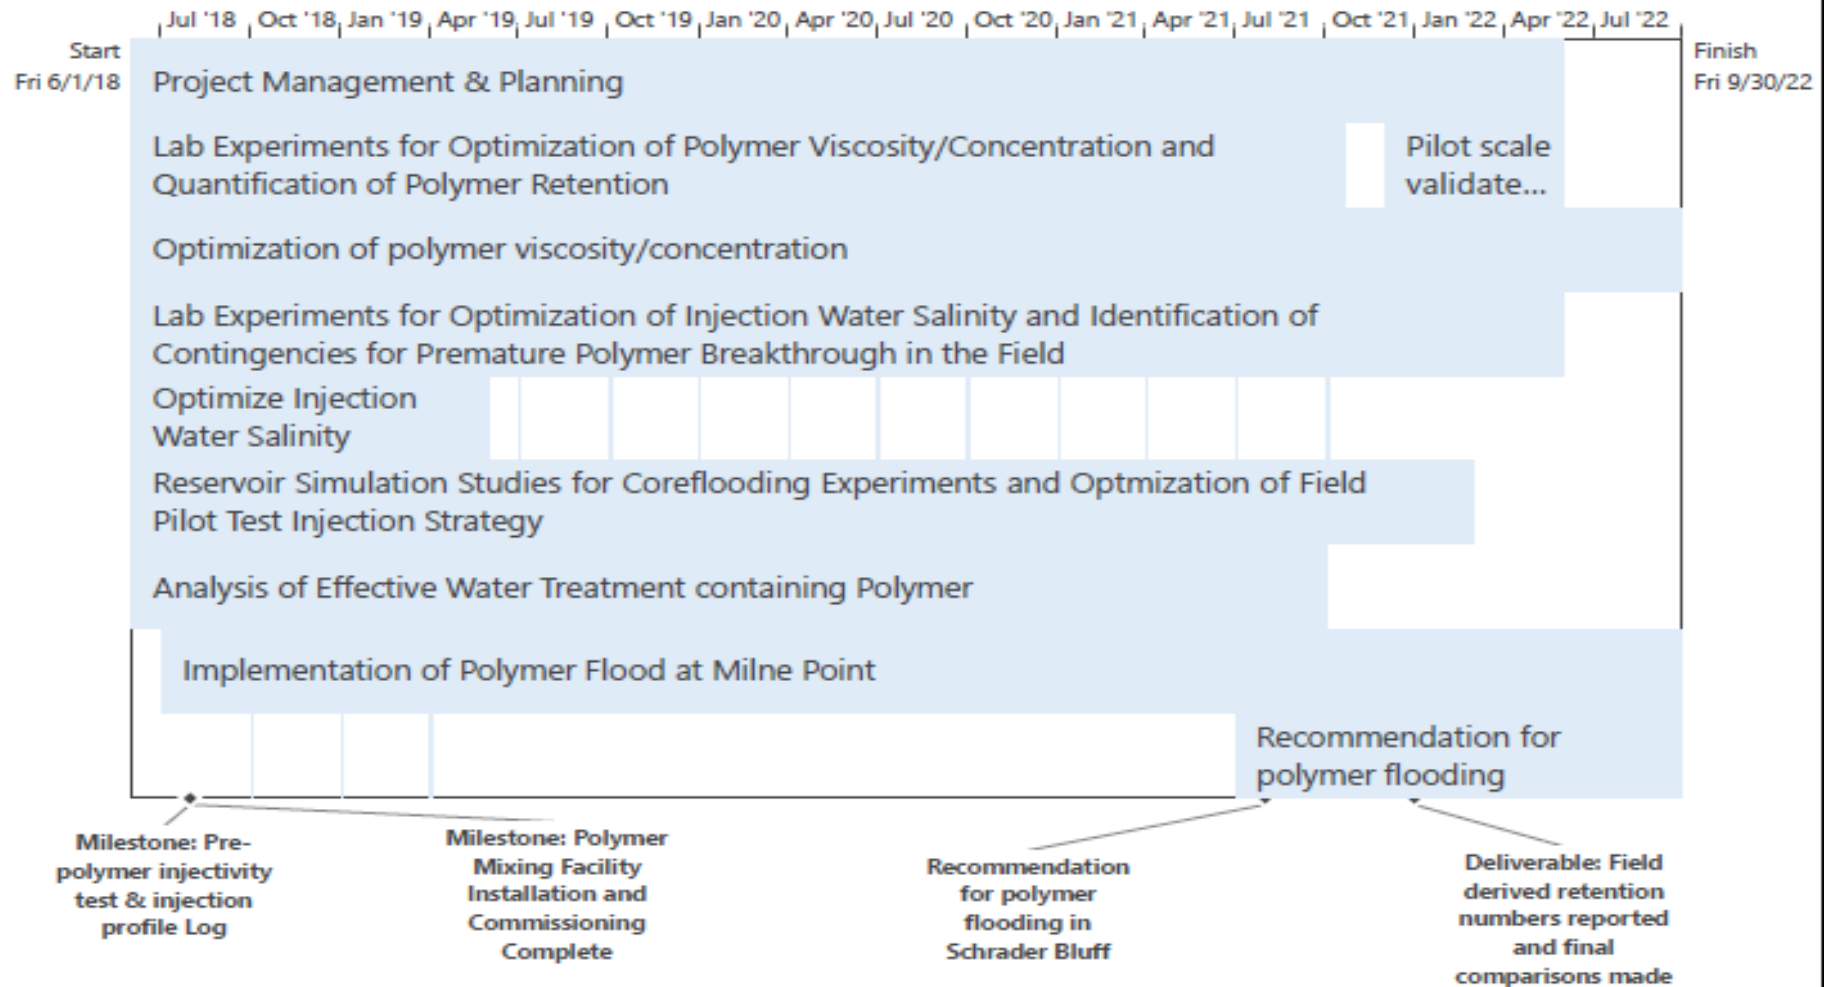 Jul '18 Oct '18 Jan '19 Apr '19 Jul '19 Oct '19 Jan '20 Apr '20 Jul '20 Oct '20 Jan '21 Apr '21 Jul '21 Oct '21 Jan '22 Apr '22 Jul '22
Start
Fri 6/1/18
Finish
Fri 9/30/22
Project Management & Planning
Lab Experiments for Optimization of Polymer Viscosity/Concentration and
Quantification of Polymer Retention
Pilot scale
validate...
Optimization of polymer viscosity/concentration
Lab Experiments for Optimization of Injection Water Salinity and Identification of
Contingencies for Premature Polymer Breakthrough in the Field
Optimize Injection
Water Salinity
Reservoir Simulation Studies for Coreflooding Experiments and Optmization of Field
Pilot Test Injection Strategy
Analysis of Effective Water Treatment containing Polymer
Implementation of Polymer Flood at Milne Point
Recommendation for
polymer flooding
Milestone: Pre-
polymer injectivity
test & injection
profile Log
Milestone: Polymer
Mixing Facility
Installation and
Commissioning
Complete
Recommendation
for polymer
flooding in
Schrader Bluff
Deliverable: Field
derived retention
numbers reported
and final
comparisons made